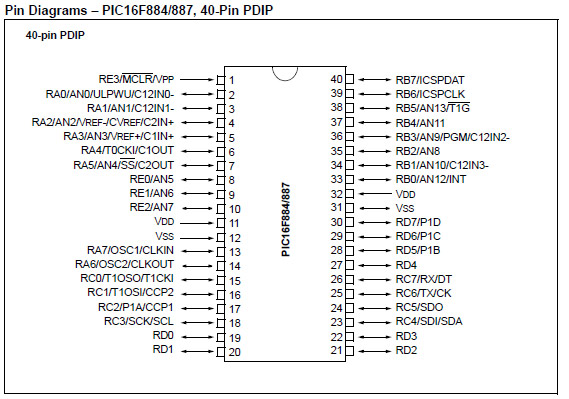 Pin Diagrams – PIC16F884/887, 40-Pin PDIP
40-pin PDIP
RE3/MCLR/VPP 1 40 RB7/ICSPDAT
RA0/AN0/ULPWU/C12IN0- 2 39 RB6/ICSPCLK
RA1/AN1/C12IN1- 3 38 RB5/AN13/T1G
RA2/AN2/VREF-/CVREF/C2IN+ 4 37 RB4/AN11
RA3/AN3/VREF+/C1IN+ 5 36 RB3/AN9/PGM/C12IN2-
RA4/T0CKI/C1OUT 6 35 RB2/AN8
RA5/AN4/SS/C2OUT 7 34 RB1/AN10/C12IN3-
RE0/AN5 8 33 RB0/AN12/INT
RE1/AN6 9 32 VDD
RE2/AN7 10 31 VSS
VDD 11 30 RD7/P1D
VSS 12 29 RD6/P1C
RA7/OSC1/CLKIN 13 28 RD5/P1B
RA6/OSC2/CLKOUT 14 27 RD4
RC0/T1OSO/T1CKI 15 26 RC7/RX/DT
RC1/T1OSI/CCP2 16 25 RC6/TX/CK
RC2/P1A/CCP1 17 24 RC5/SDO
RC3/SCK/SCL 18 23 RC4/SDI/SDA
RD0 19 22 RD3
RD1 20 21 RD2
PIC16F884/887